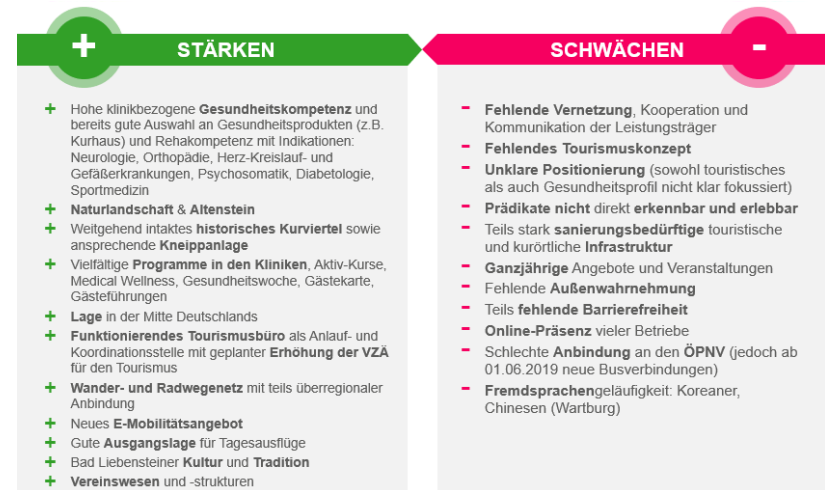 + STÄRKEN
+ Hohe klinikbezogene Gesundheitskompetenz und
bereits gute Auswahl an Gesundheitsprodukten (z.B.
Kurhaus) und Rehakompetenz mit Indikationen:
Neurologie, Orthopädie, Herz-Kreislauf- und
Gefäßerkrankungen, Psychosomatik, Diabetologie,
Sportmedizin
+ Naturlandschaft & Altenstein
+ Weitgehend intaktes historisches Kurviertel sowie
ansprechende Kneippanlage
+ Vielfältige Programme in den Kliniken, Aktiv-Kurse,
Medical Wellness, Gesundheitswoche, Gästekarte,
Gästeführungen
+ Lage in der Mitte Deutschlands
+ Funktionierendes Tourismusbüro als Anlauf- und
Koordinationsstelle mit geplanter Erhöhung der VZÄ
für den Tourismus
+ Wander- und Radwegenetz mit teils überregionaler
Anbindung
+ Neues E-Mobilitätsangebot
+ Gute Ausgangslage für Tagesausflüge
+ Bad Liebensteiner Kultur und Tradition
+ Vereinswesen und -strukturen
SCHWÄCHEN -
- Fehlende Vernetzung, Kooperation und
Kommunikation der Leistungsträger
- Fehlendes Tourismuskonzept
- Unklare Positionierung (sowohl touristisches
als auch Gesundheitsprofil nicht klar fokussiert)
- Prädikate nicht direkt erkennbar und erlebbar
- Teils stark sanierungsbedürftige touristische
und kurörtliche Infrastruktur
- Ganzjährige Angebote und Veranstaltungen
- Fehlende Außenwahrnehmung
- Teils fehlende Barrierefreiheit
- Online-Präsenz vieler Betriebe
- Schlechte Anbindung an den ÖPNV (jedoch ab
01.06.2019 neue Busverbindungen)
- Fremdsprachengeläufigkeit: Koreaner,
Chinesen (Wartburg)